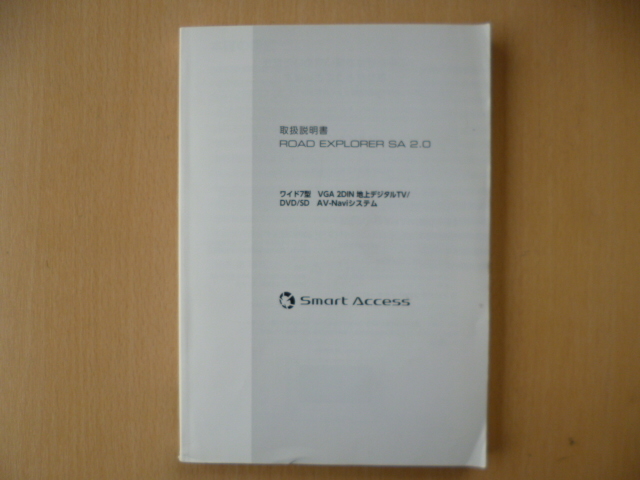 取扱説明書
ROAD EXPLORER SA 2.0
ワイド7型 VGA 2DIN 地上デジタルTV/
DVD/SD AV-Naviシステム
Smart Access